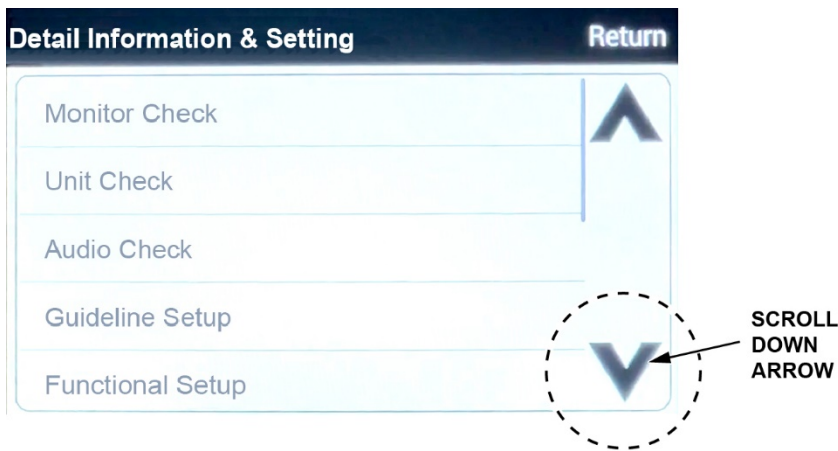 Detail Information & Setting
Return
Monitor Check
Unit Check
Audio Check
Guideline Setup
Functional Setup
SCROLL
DOWN
ARROW